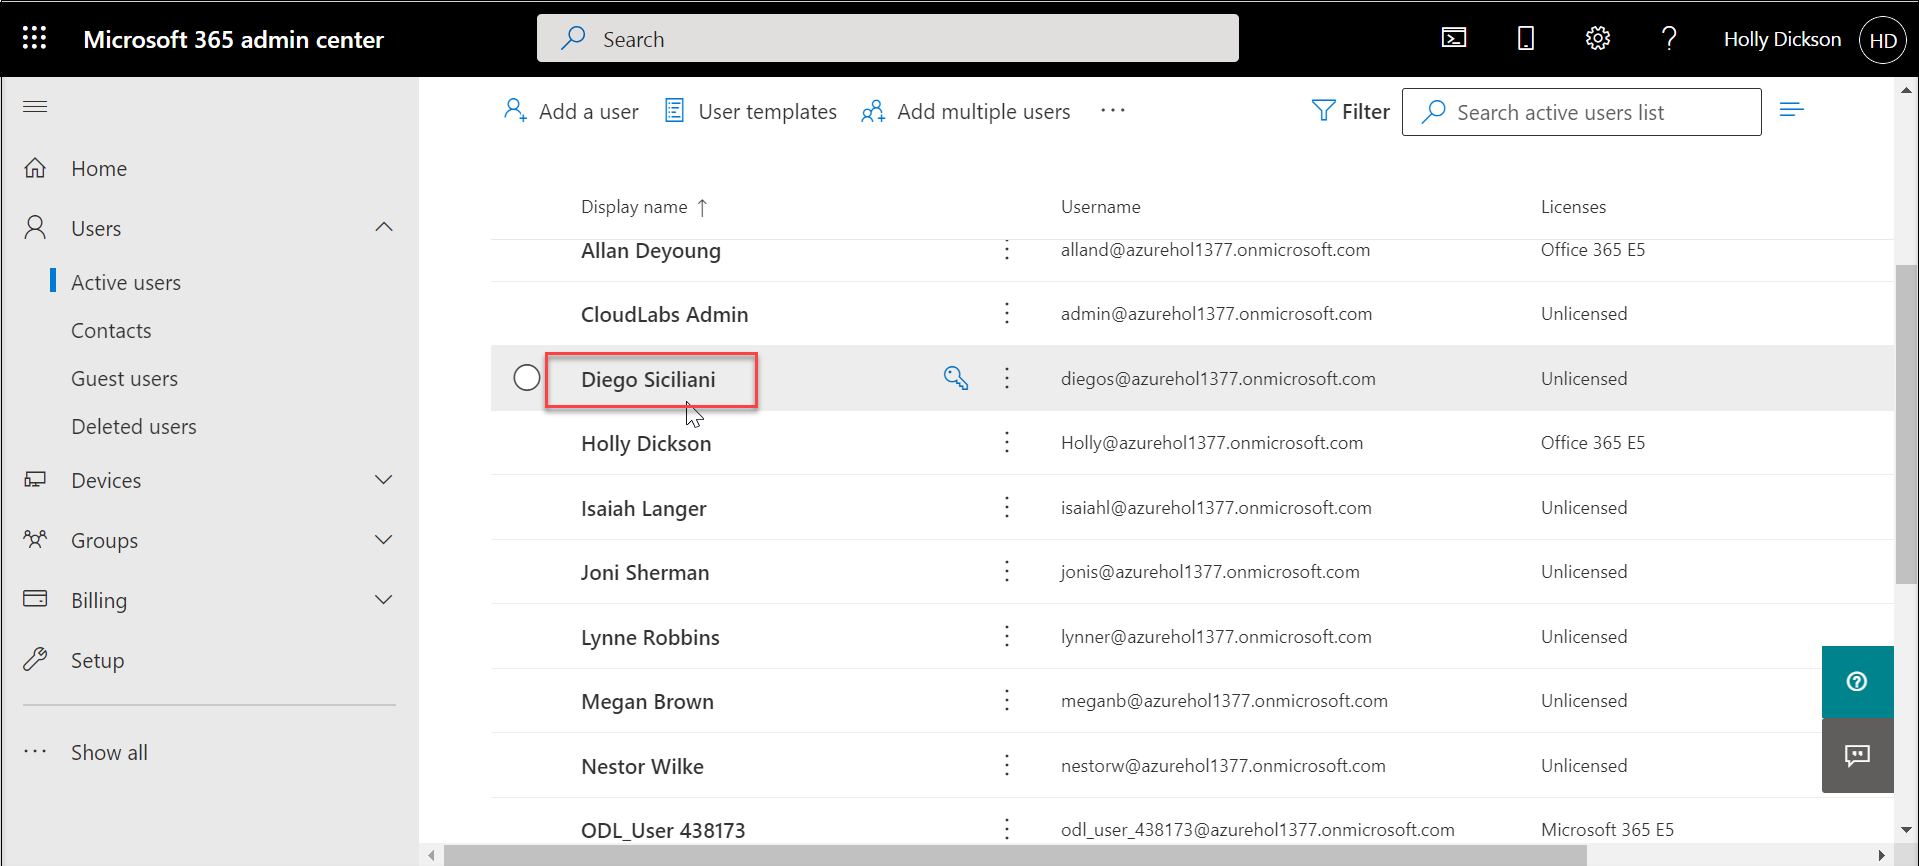 Microsoft 365 admin center
Search
Holly Dickson
HD
Add a user
User templates
Add multiple users
Filter
Search active users list
Home
Users
Active users
Contacts
Guest users
Deleted users
Devices
Groups
Billing
Setup
Show all
Display name ↑ Username Licenses
Allan Deyoung alland@azurehol1377.onmicrosoft.com Office 365 E5
CloudLabs Admin admin@azurehol1377.onmicrosoft.com Unlicensed
Diego Siciliani diegos@azurehol1377.onmicrosoft.com Unlicensed
Holly Dickson Holly@azurehol1377.onmicrosoft.com Office 365 E5
Isaiah Langer isaiahl@azurehol1377.onmicrosoft.com Unlicensed
Joni Sherman jonis@azurehol1377.onmicrosoft.com Unlicensed
Lynne Robbins lynner@azurehol1377.onmicrosoft.com Unlicensed
Megan Brown meganb@azurehol1377.onmicrosoft.com Unlicensed
Nestor Wilke nestorw@azurehol1377.onmicrosoft.com Unlicensed
ODL_User 438173 odl_user_438173@azurehol1377.onmicrosoft.com Microsoft 365 E5